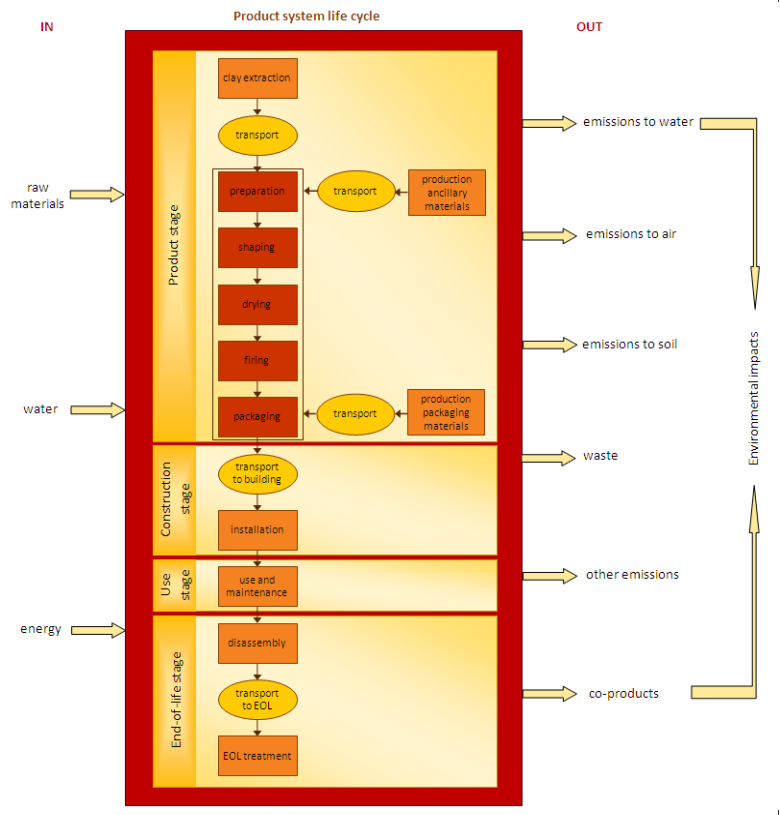 Product system life cycle
IN
OUT
clay extraction
transport
preparation
transport
production
ancillary
materials
shaping
drying
firing
packaging
transport
production
packaging
materials
Product stage
transport
to building
installation
Construction
stage
use and
maintenance
Use
stage
disassembly
transport
to EOL
EOL treatment
End-of-life stage
raw
materials
water
energy
emissions to water
emissions to air
emissions to soil
waste
other emissions
co-products
Environmental impacts